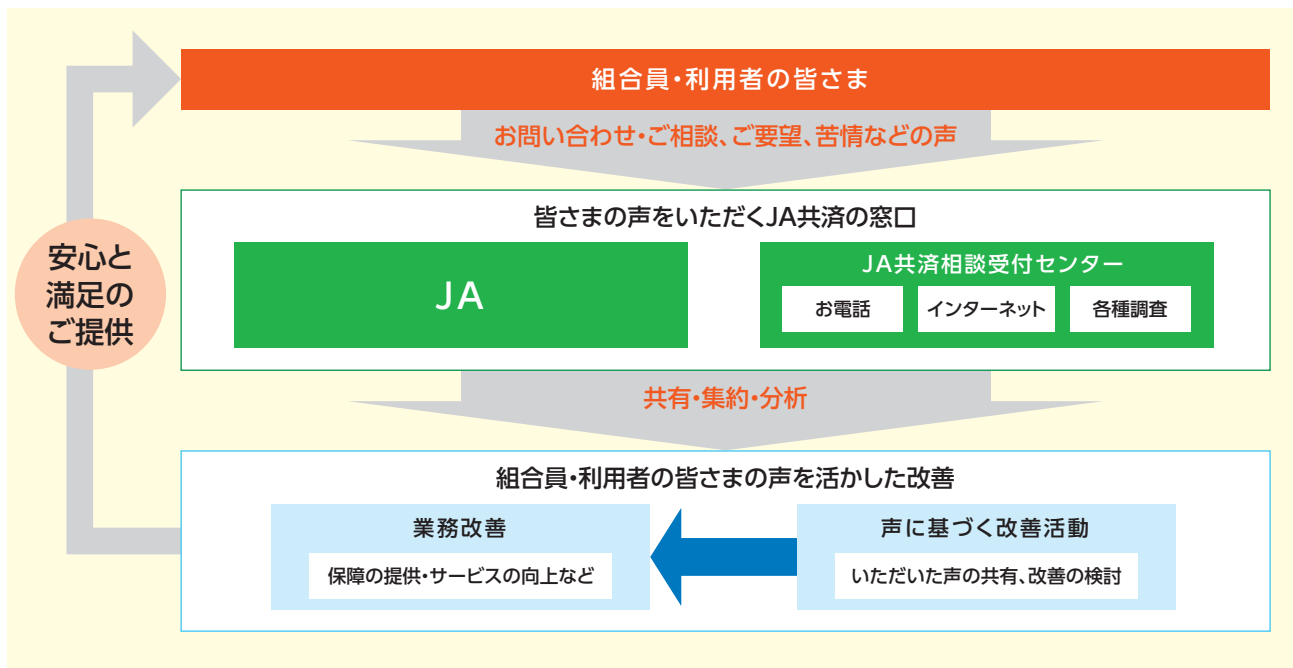 組合員・利用者の皆さま
お問い合わせ・ご相談、ご要望、苦情などの声
皆さまの声をいただくJA共済の窓口
JA
JA共済相談受付センター
お電話
インターネット
各種調査
安心と
満足の
ご提供
共有・集約・分析
組合員・利用者の皆さまの声を活かした改善
業務改善
保障の提供・サービスの向上など
声に基づく改善活動
いただいた声の共有、改善の検討